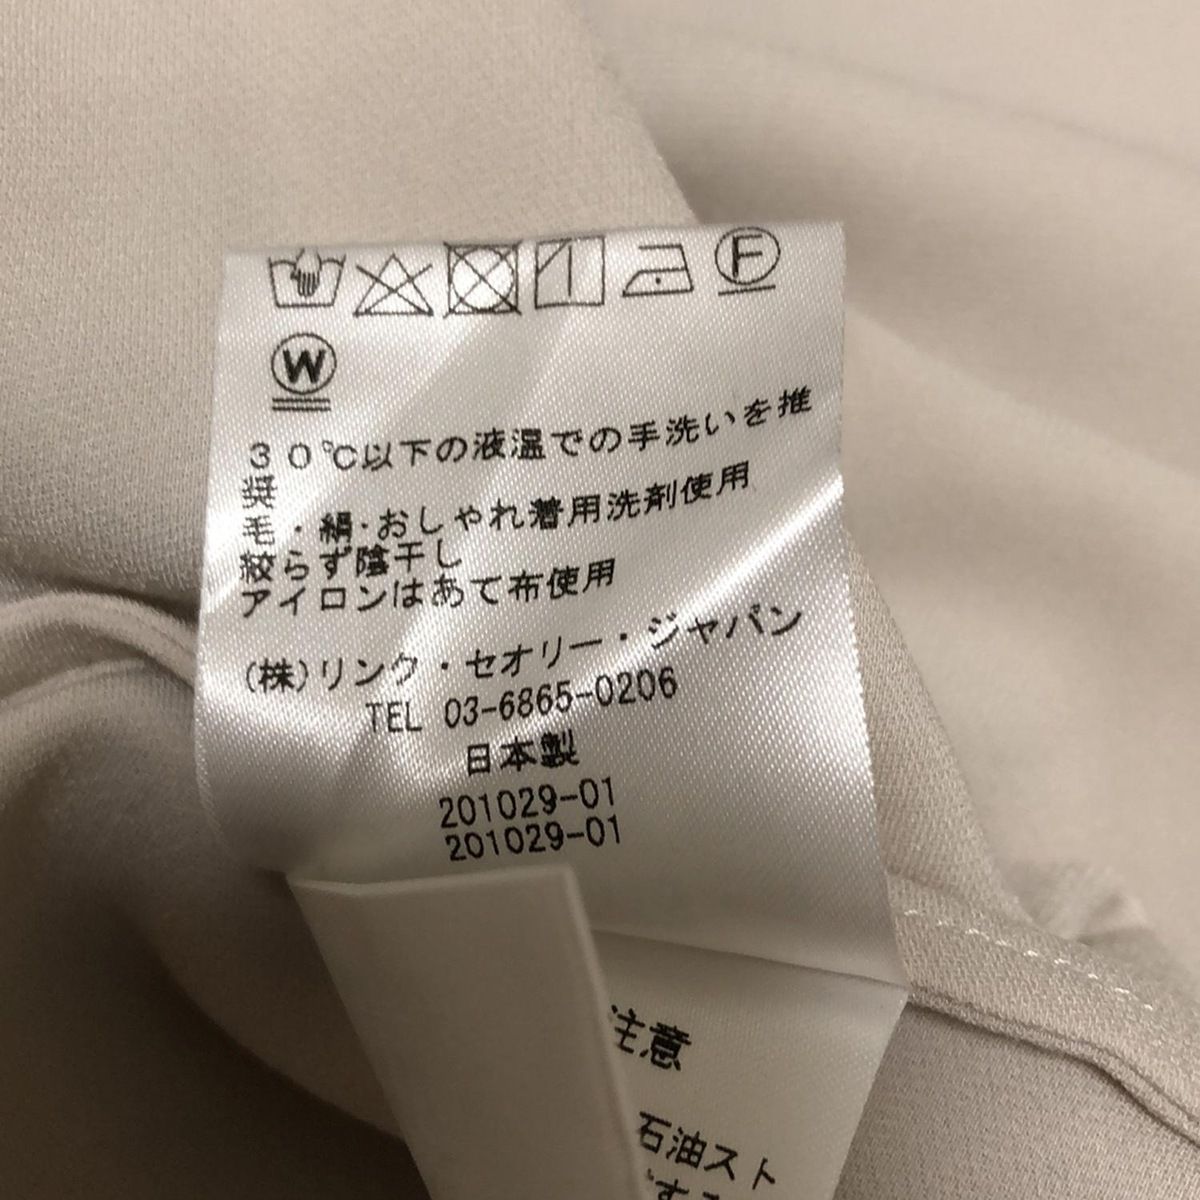 F
W
30℃以下の液温での手洗いを推
奨
毛・絹・おしゃれ着用洗剤使用
絞らず陰干し
アイロンはあて布使用
(株)リンク・セオリー・ジャパン
TEL 03-6865-0206
日本製
201029-01
201029-01
注意
石油スト